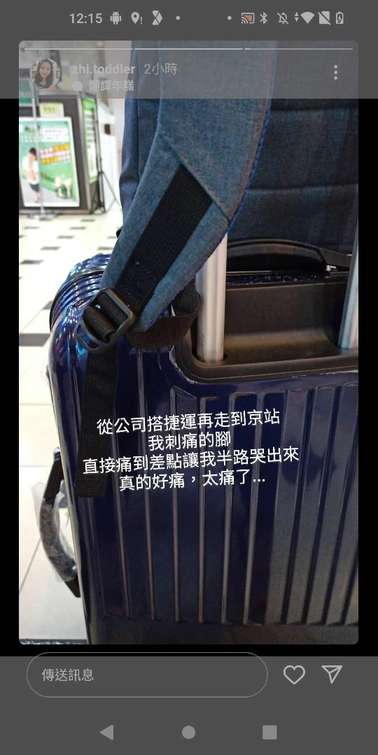 12:15
zhi.toddler 2小時
從公司搭捷運再走到京站
我刺痛的腳
直接痛到差點讓我半路哭出來
真的好痛，太痛了...
傳送訊息